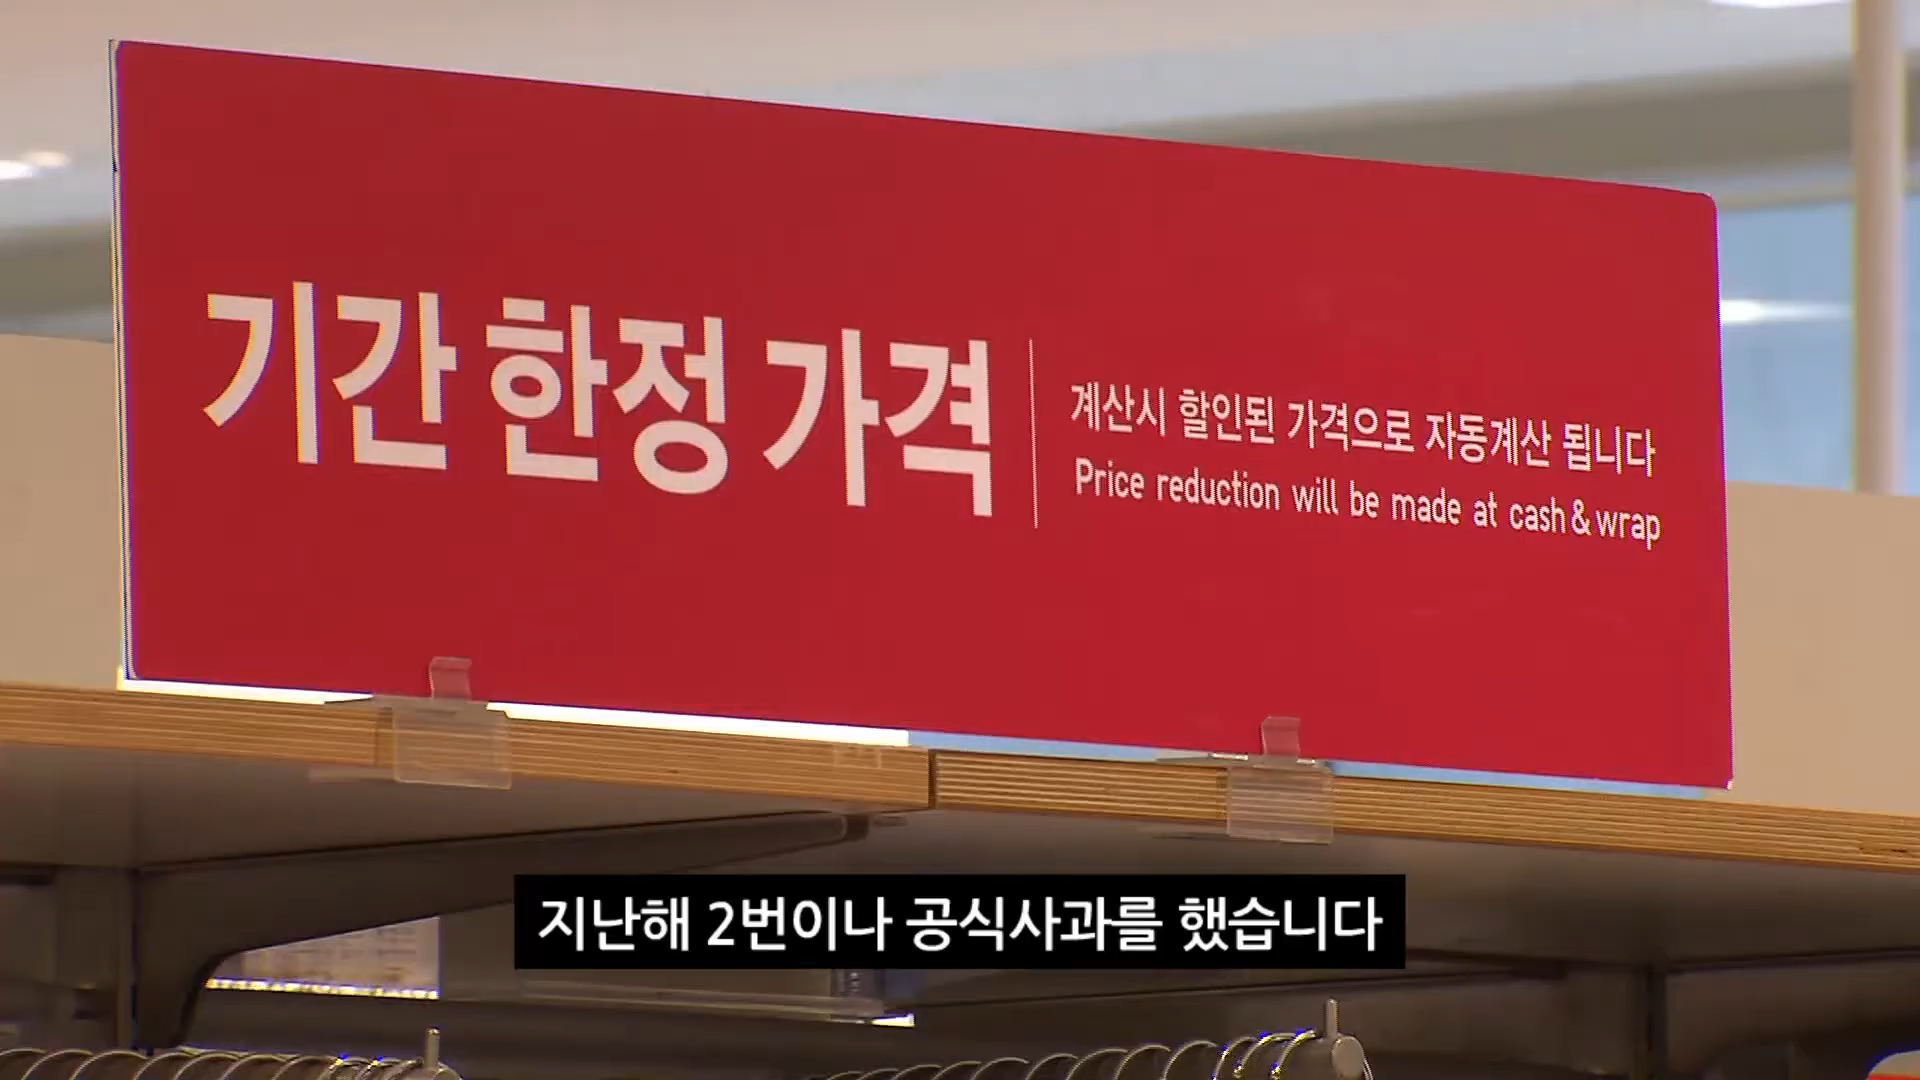 기간 한정 가격
계산시 할인된 가격으로 자동계산 됩니다
Price reduction will be made at cash & wrap
지난해 2번이나 공식사과를 했습니다